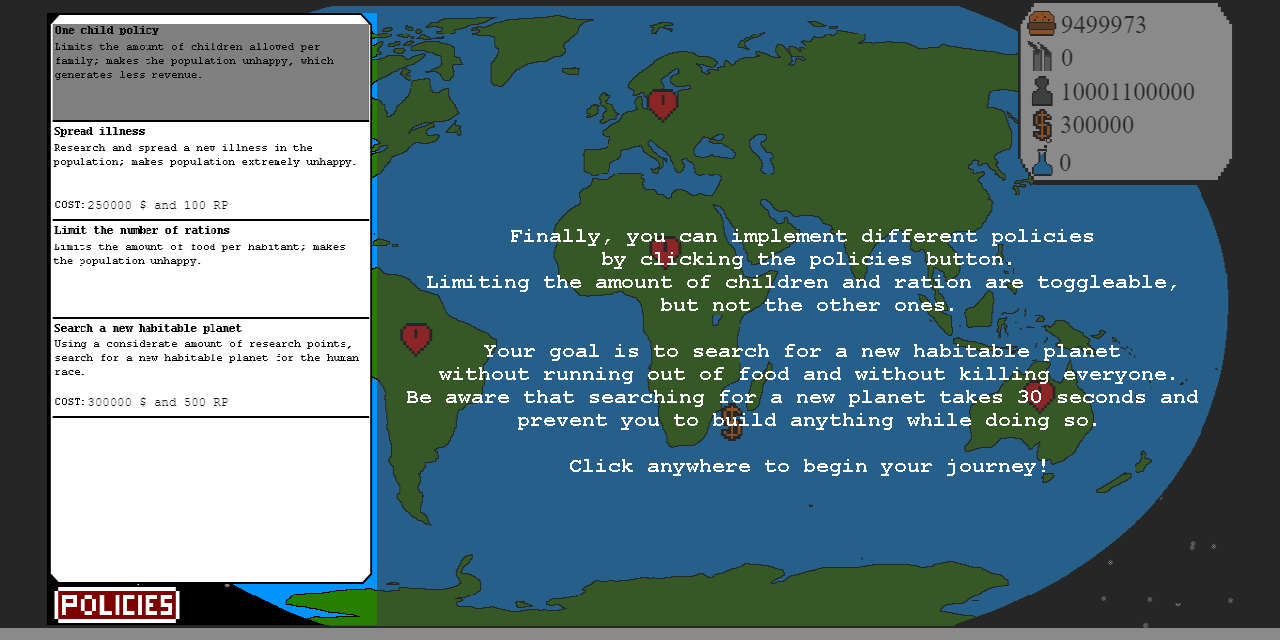 One child policy
Limits the amount of children allowed per
family; makes the population unhappy, which
generates less revenue.
Spread illness
Research and spread a new illness in the
population; makes population extremely unhappy.
COST: 250000 $ and 100 RP
Limit the number of rations
Limits the amount of food per habitant; makes
the population unhappy.
Search a new habitable planet
Using a considerate amount of research points,
search for a new habitable planet for the human
race.
COST: 300000 $ and 500 RP
POLICIES
9499973
0
10001100000
$ 300000
0
Finally, you can implement different policies
by clicking the policies button.
Limiting the amount of children and ration are toggleable,
but not the other ones.
Your goal is to search for a new habitable planet
without running out of food and without killing everyone.
Be aware that searching for a new planet takes 30 seconds and
prevent you to build anything while doing so.
Click anywhere to begin your journey!